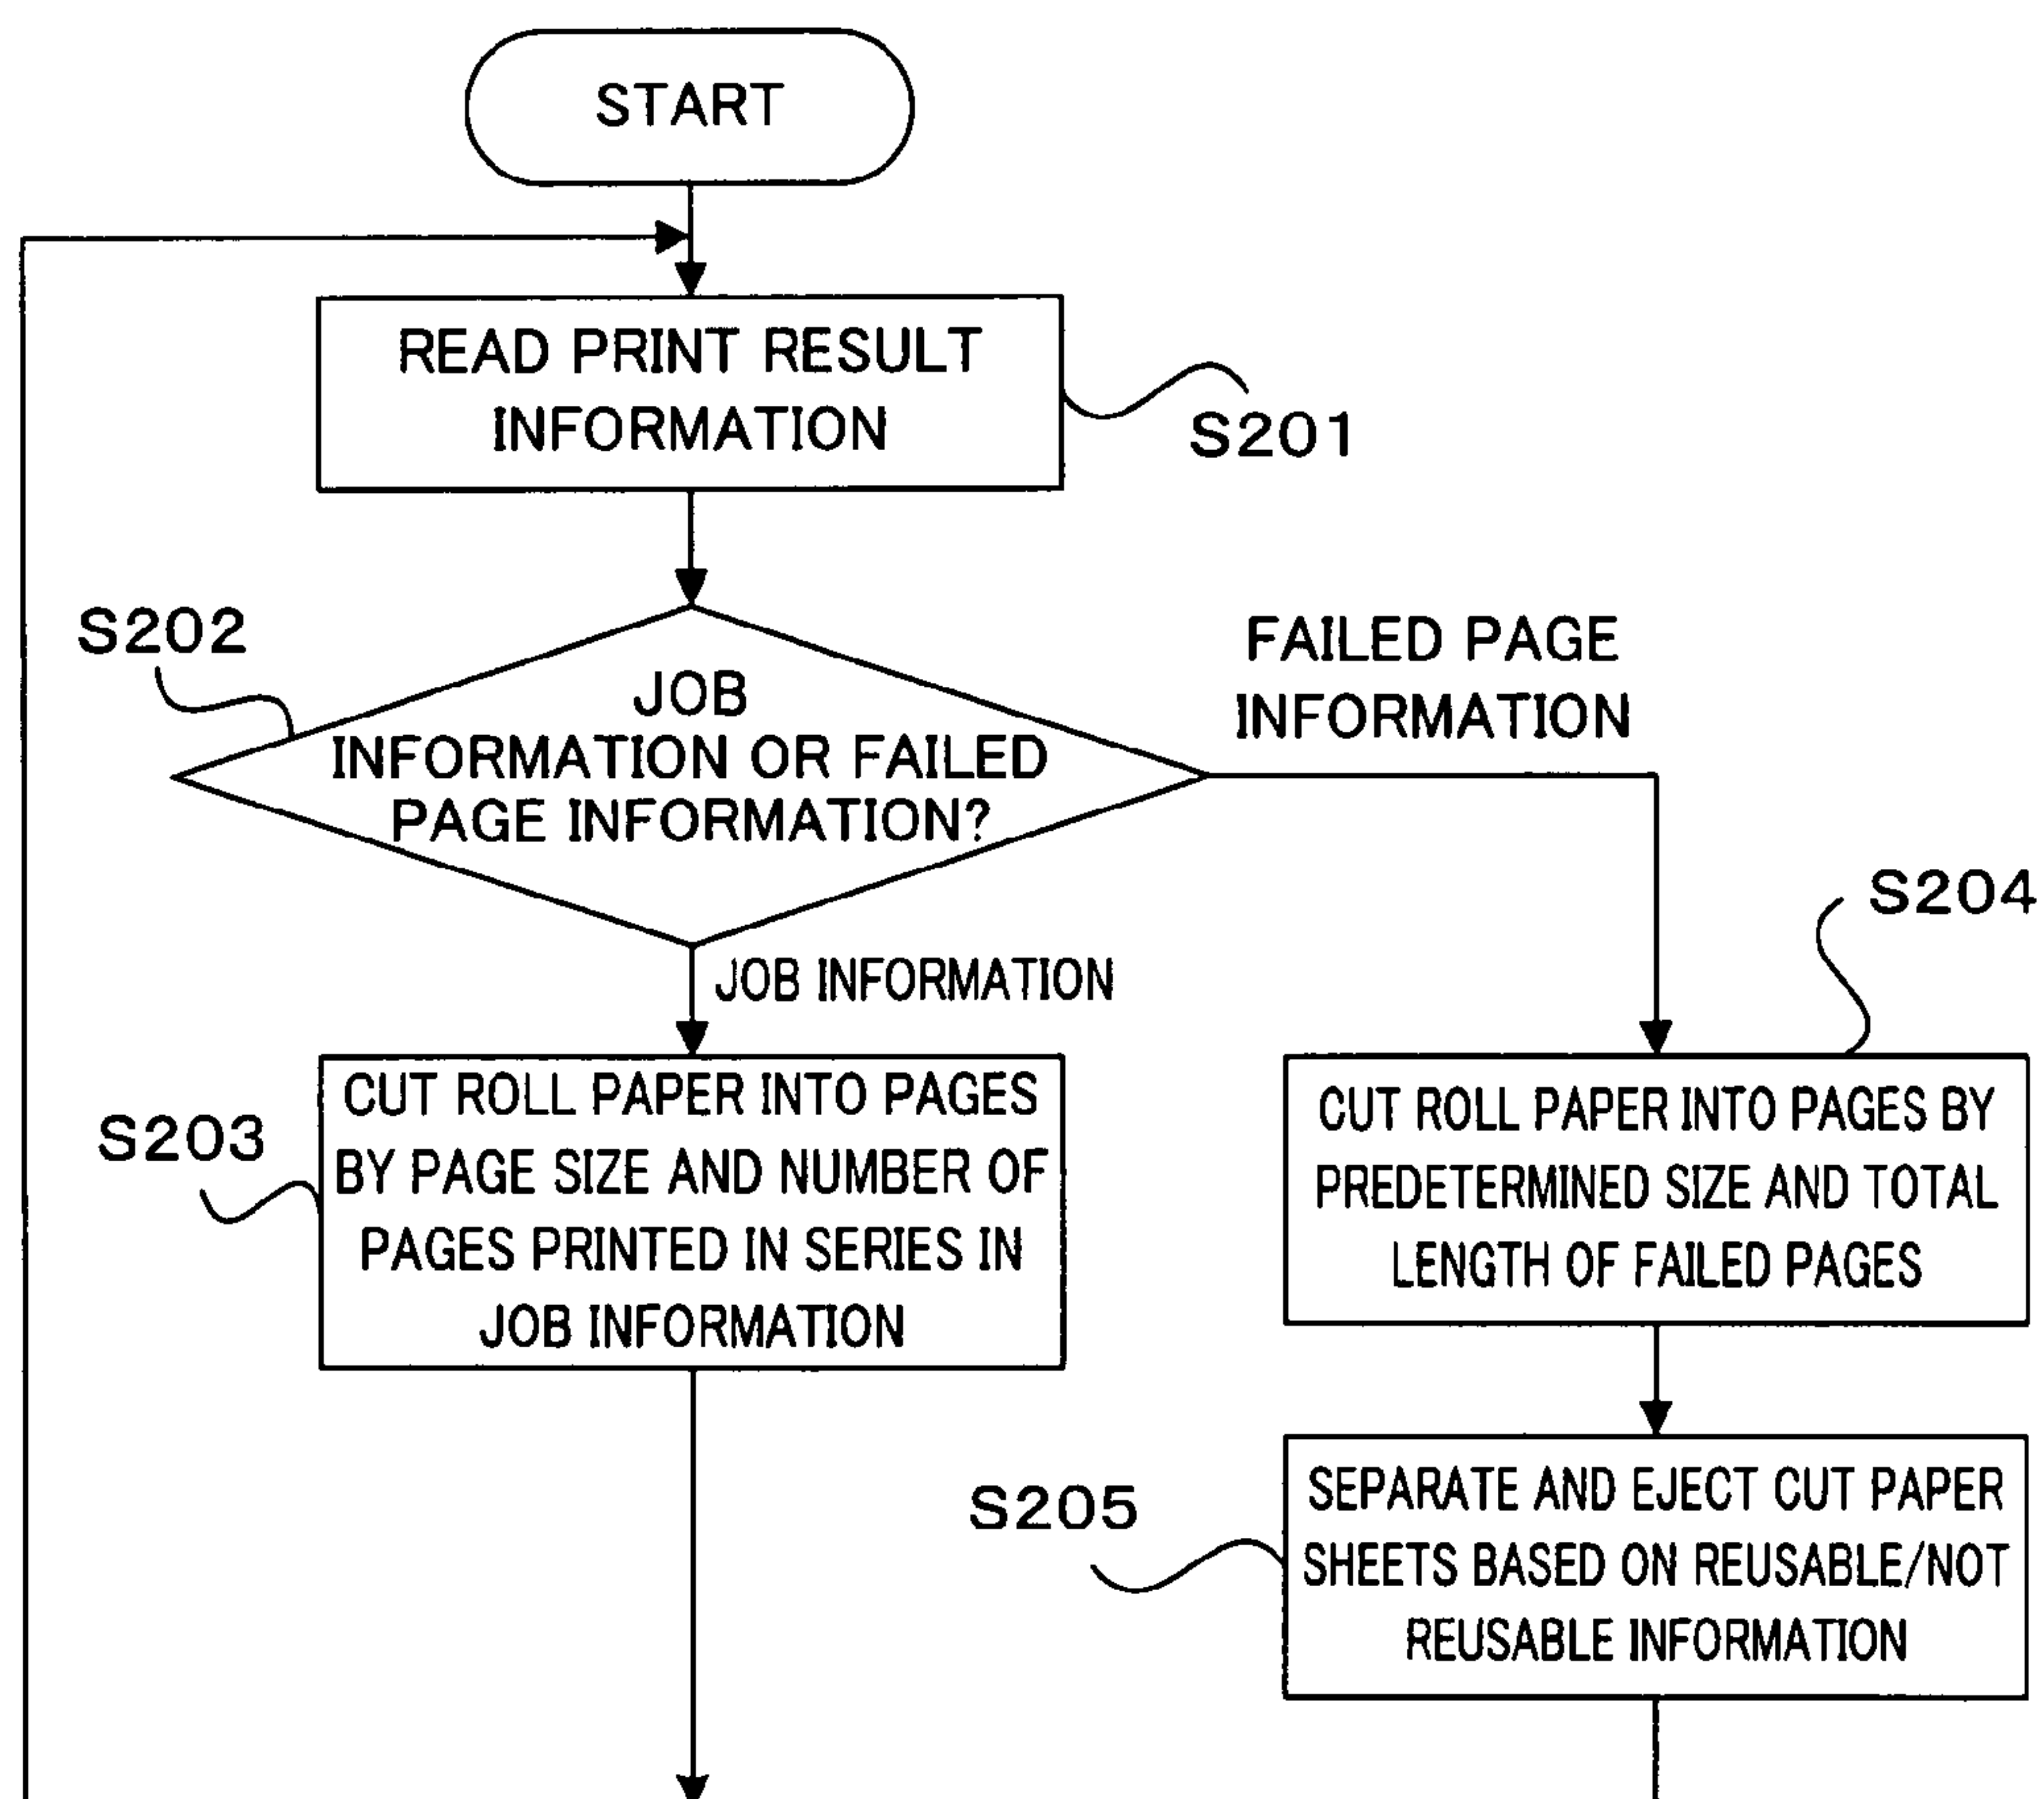 START
READ PRINT RESULT
INFORMATION
S201
S202
JOB
INFORMATION OR FAILED
PAGE INFORMATION?
FAILED PAGE
INFORMATION
JOB INFORMATION
S203
CUT ROLL PAPER INTO PAGES
BY PAGE SIZE AND NUMBER OF
PAGES PRINTED IN SERIES IN
JOB INFORMATION
S204
CUT ROLL PAPER INTO PAGES BY
PREDETERMINED SIZE AND TOTAL
LENGTH OF FAILED PAGES
S205
SEPARATE AND EJECT CUT PAPER
SHEETS BASED ON REUSABLE/NOT
REUSABLE INFORMATION